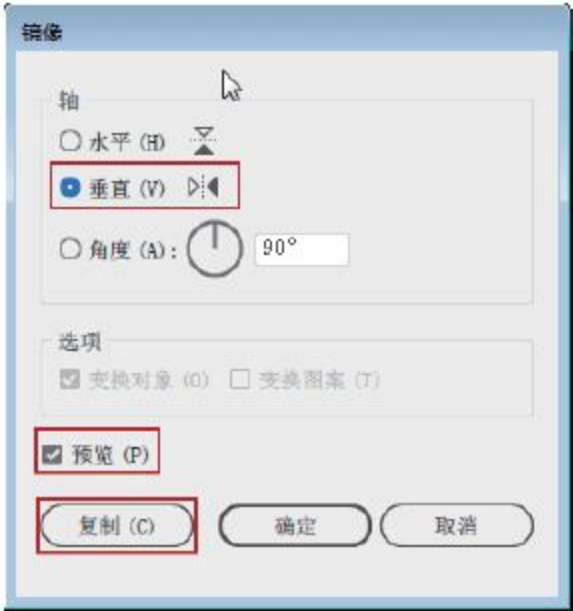 镜像
轴
水平 (H)
垂直 (V)
角度 (A): 90°
选项
变换对象 (O) 变换图案 (T)
预览 (P)
复制 (C) 确定 取消